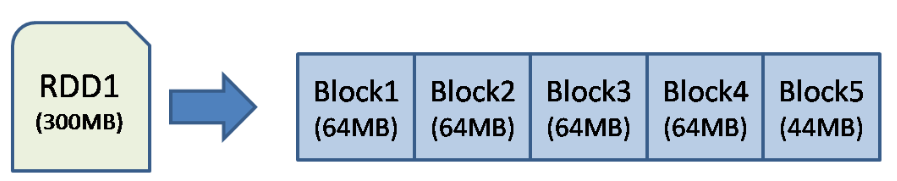 RDD1
(300MB)
Block1 Block2 Block3 Block4 Block5
(64MB) (64MB) (64MB) (64MB) (44MB)